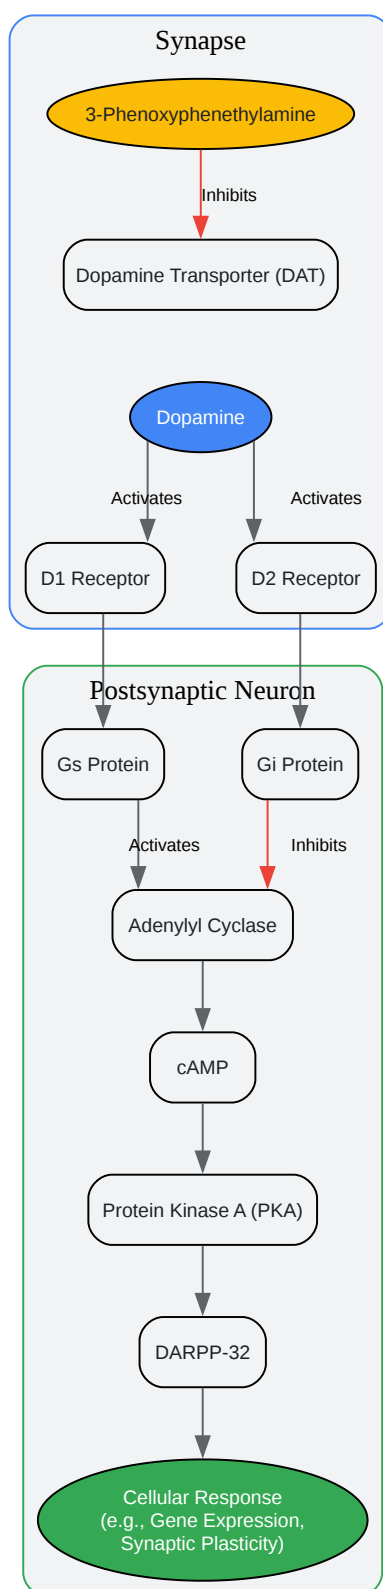 Synapse
3-Phenoxyphenethylamine
Inhibits
Dopamine Transporter (DAT)
Dopamine
Activates
Activates
D1 Receptor
D2 Receptor
Postsynaptic Neuron
Gs Protein
Gi Protein
Activates
Inhibits
Adenylyl Cyclase
cAMP
Protein Kinase A (PKA)
DARPP-32
Cellular Response
(e.g., Gene Expression,
Synaptic Plasticity)